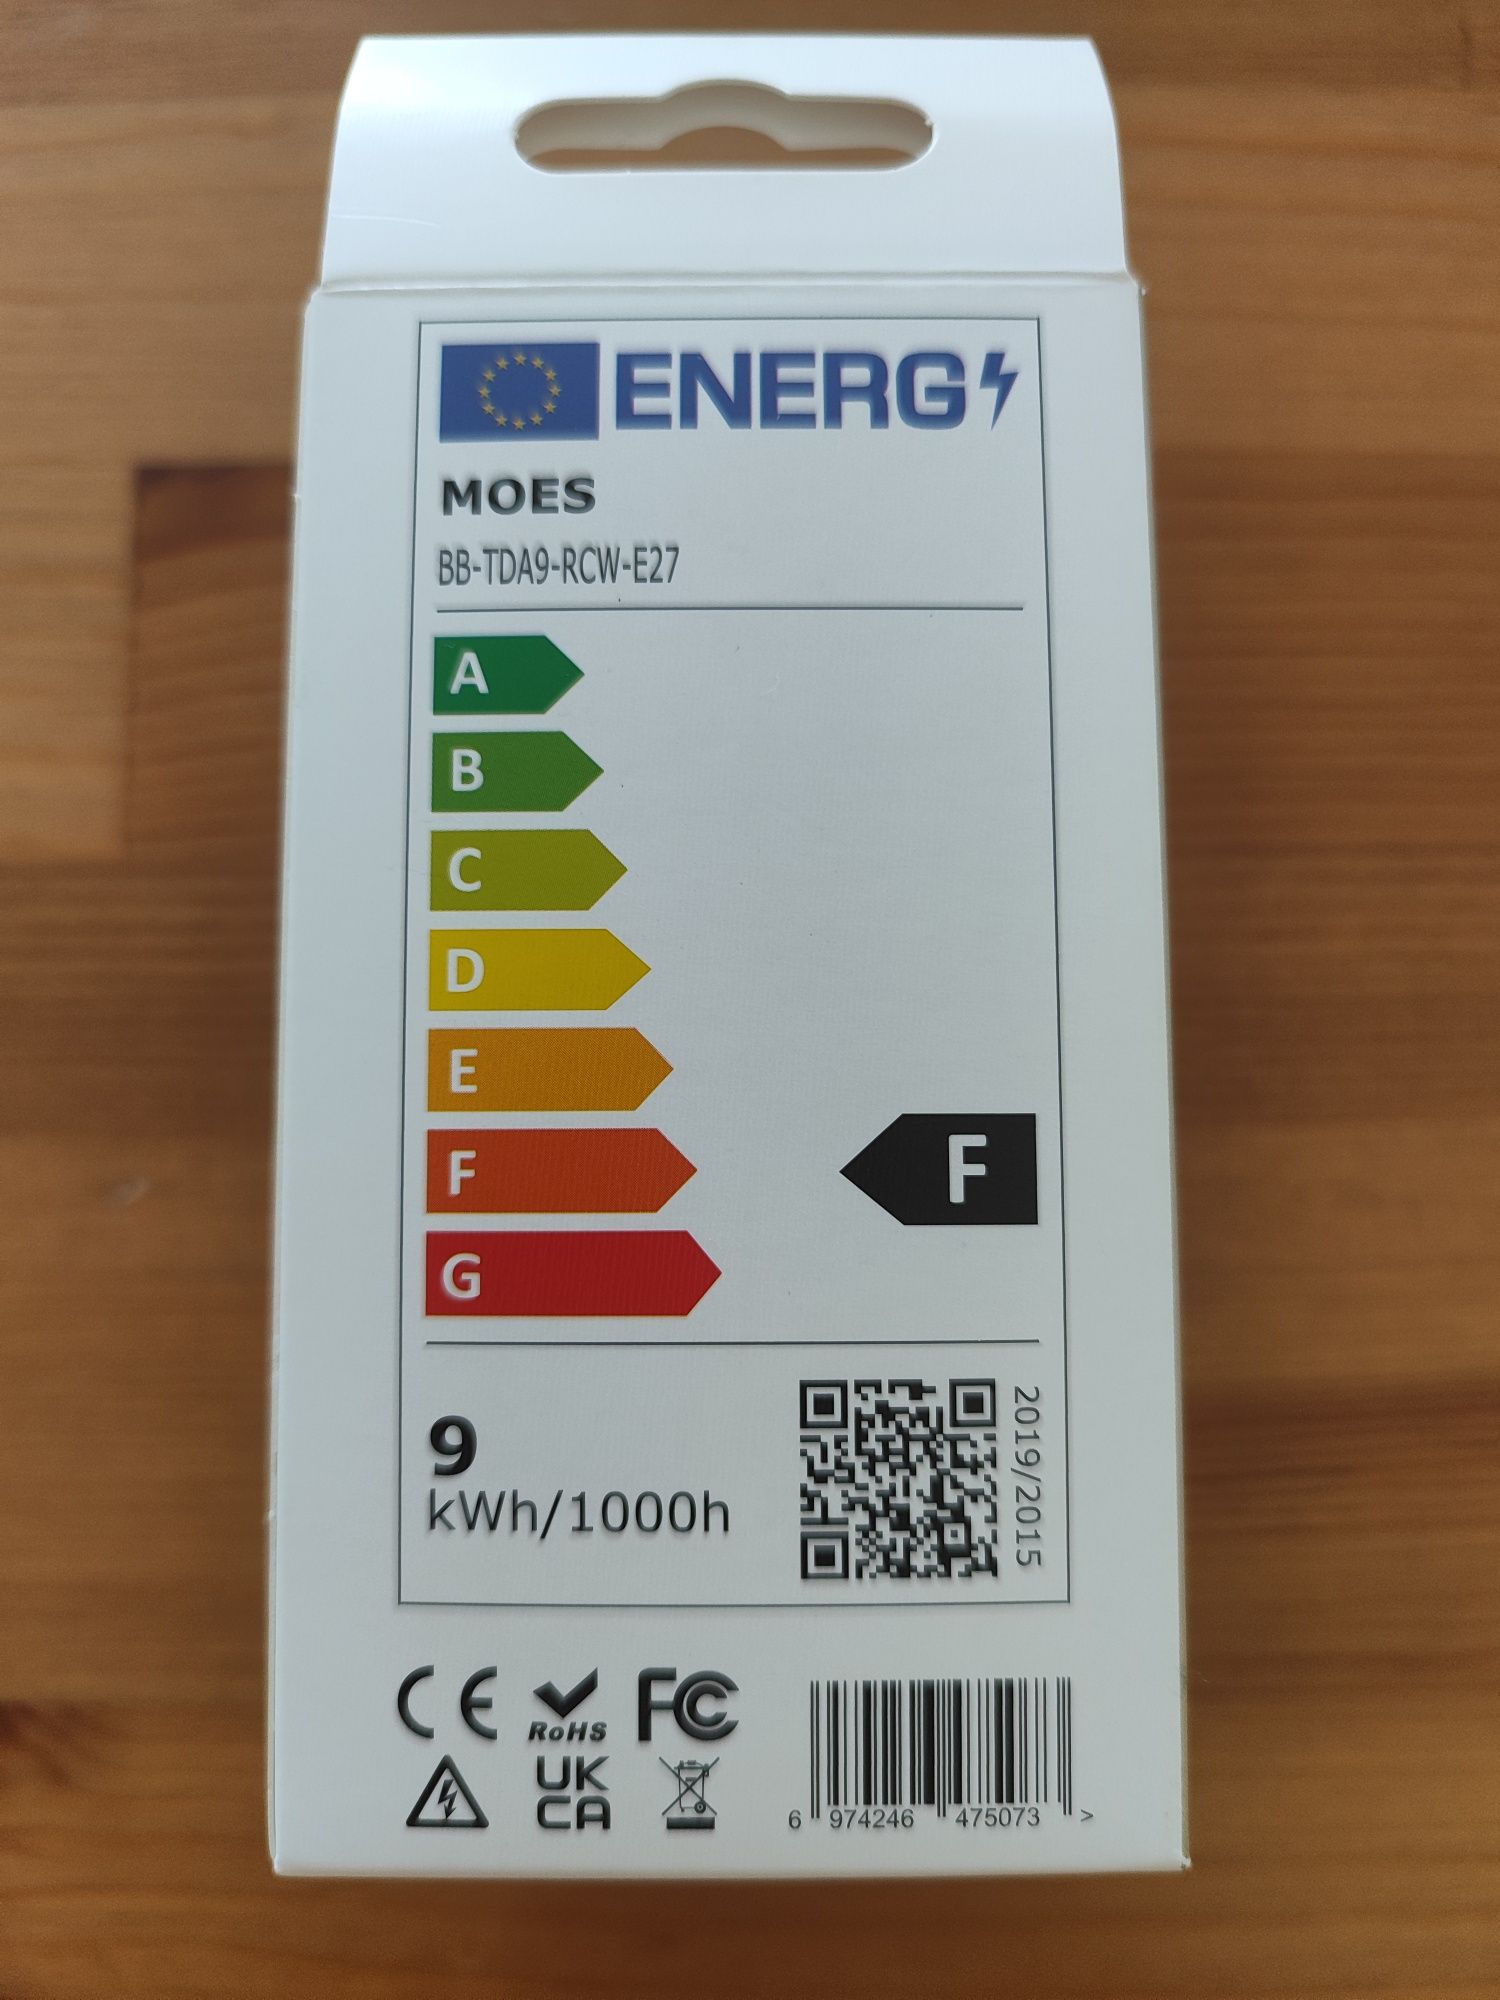 ENERG
MOES
BB-TDA9-RCW-E27
A
B
C
D
E
F
F
G
9
kWh/1000h
2019/2015
CE
RoHS
FC
UK
CA
6 974246 475073 >